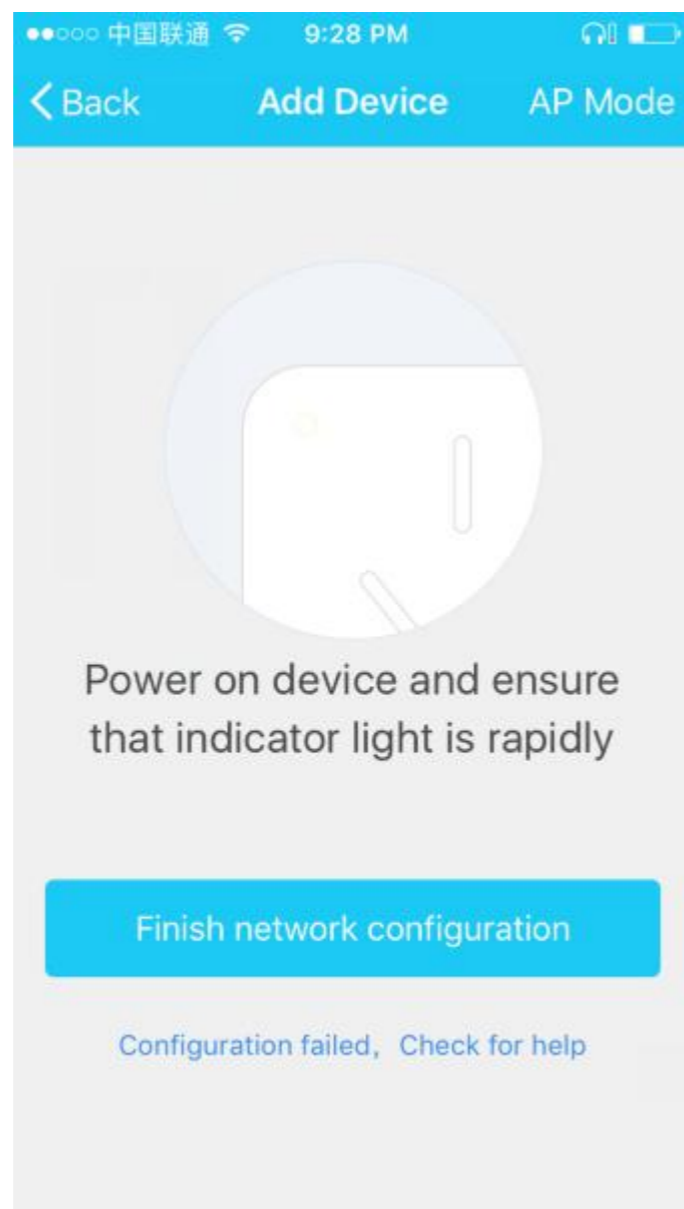 中国联通 9:28 PM
Back Add Device AP Mode
Power on device and ensure
that indicator light is rapidly
Finish network configuration
Configuration failed，Check for help